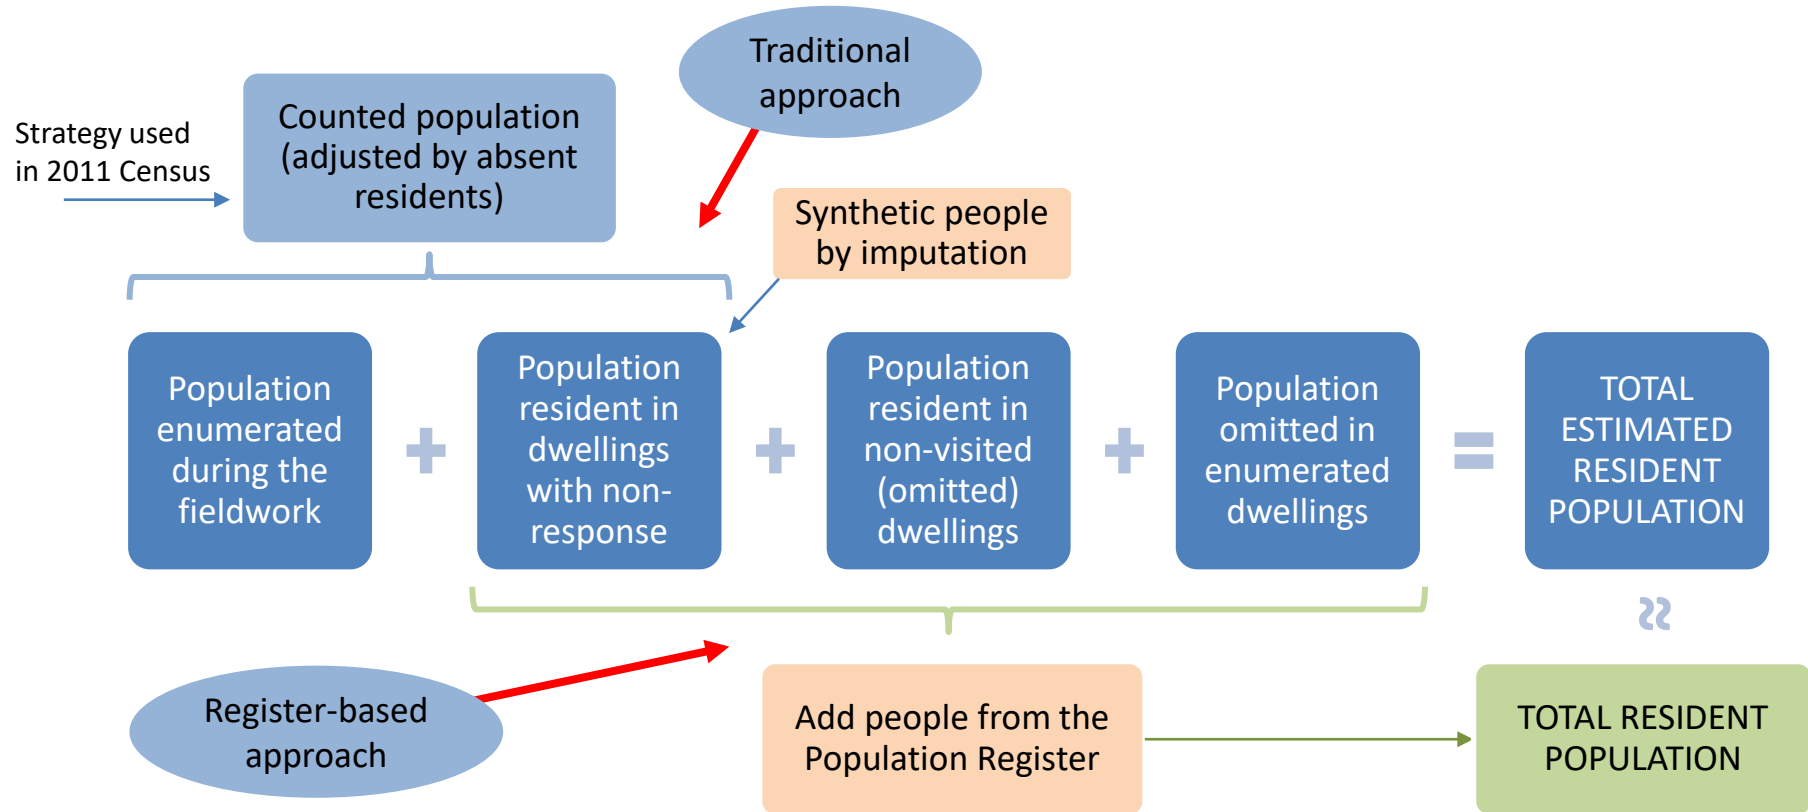 Traditional
approach
Counted population
(adjusted by absent
residents)
Strategy used
in 2011 Census
Synthetic people
by imputation
Population
enumerated
during the
fieldwork
+
Population
resident in
dwellings
with non-
response
+
Population
resident in
non-visited
(omitted)
dwellings
+
Population
omitted in
enumerated
dwellings
=
TOTAL
ESTIMATED
RESIDENT
POPULATION
≈
Register-based
approach
Add people from the
Population Register
TOTAL RESIDENT
POPULATION